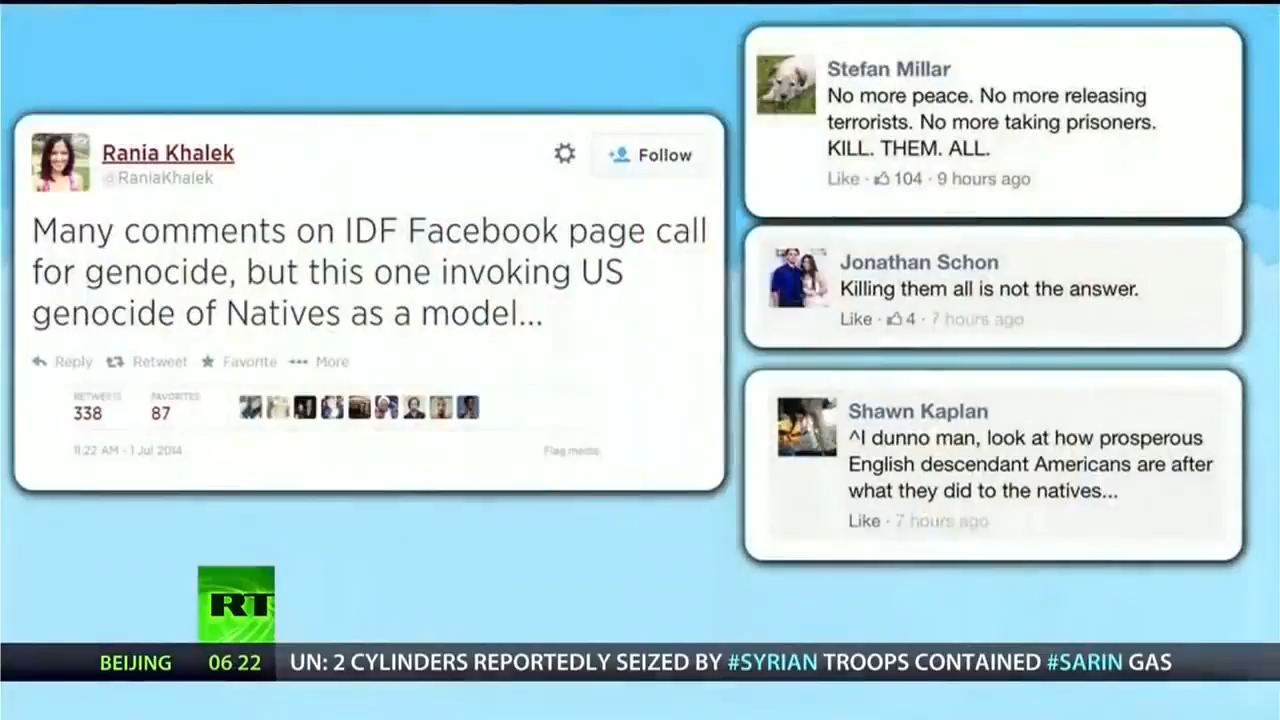 Rania Khalek
@RaniaKhalek
Follow
Many comments on IDF Facebook page call
for genocide, but this one invoking US
genocide of Natives as a model...
Reply Retweet Favorite ••• More
RETWEETS FAVORITES
338 87
11:22 AM - 1 Jul 2014 Flag media
Stefan Millar
No more peace. No more releasing
terrorists. No more taking prisoners.
KILL. THEM. ALL.
Like · 104 · 9 hours ago
Jonathan Schon
Killing them all is not the answer.
Like · 4 · 7 hours ago
Shawn Kaplan
^I dunno man, look at how prosperous
English descendant Americans are after
what they did to the natives...
Like · 7 hours ago
RT
BEIJING 06 22 UN: 2 CYLINDERS REPORTEDLY SEIZED BY #SYRIAN TROOPS CONTAINED #SARIN GAS